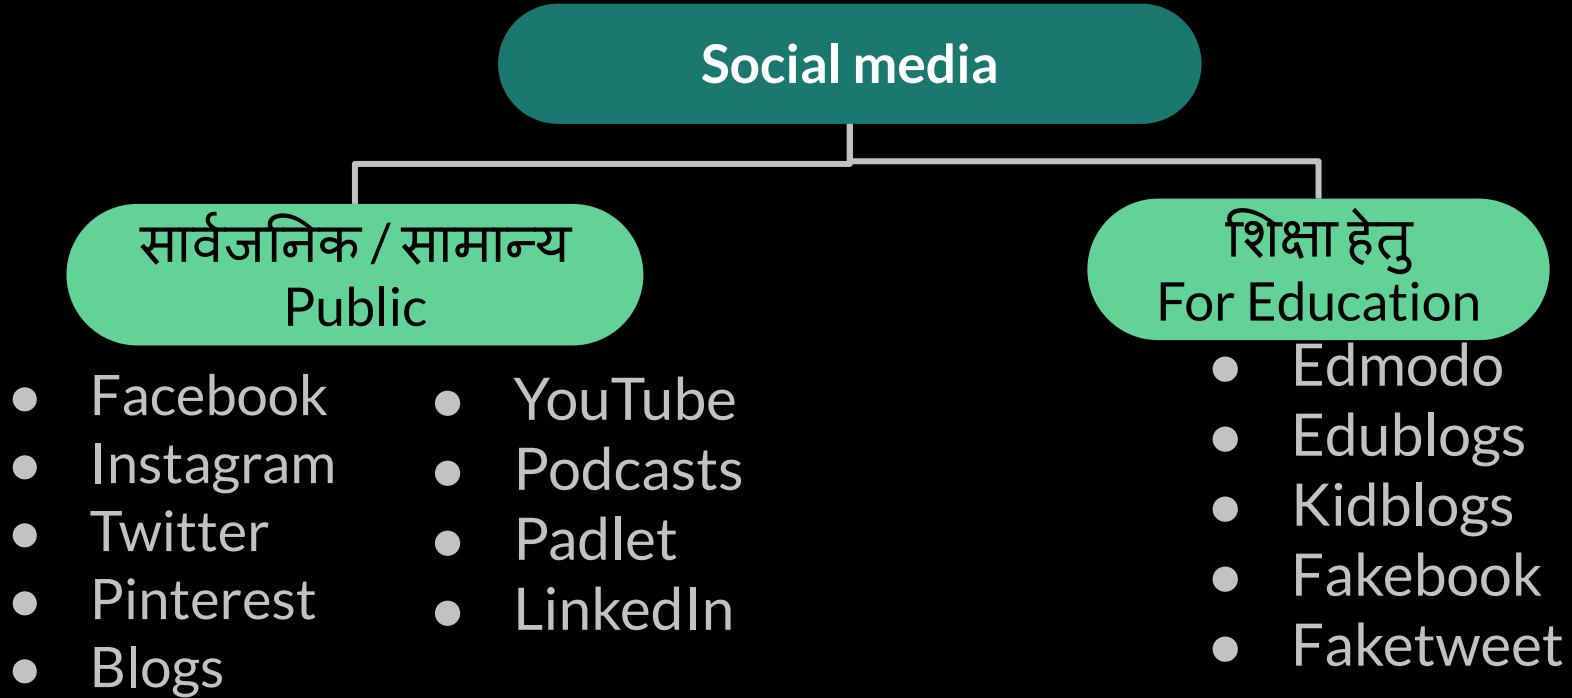 Social media
सार्वजनिक / सामान्य
Public
● Facebook
● Instagram
● Twitter
● Pinterest
● Blogs
● YouTube
● Podcasts
● Padlet
● LinkedIn
शिक्षा हेतु
For Education
● Edmodo
● Edublogs
● Kidblogs
● Fakebook
● Faketweet